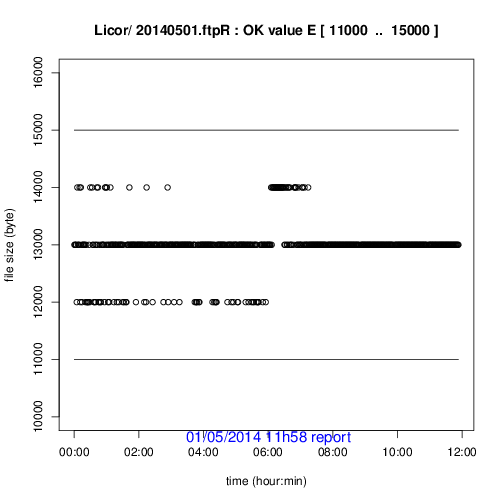 Licor/ 20140501.ftpR : OK value E [ 11000 .. 15000 ]
file size (byte)
16000
15000
14000
13000
12000
11000
10000
01/05/2014 11h58 report
00:00 02:00 04:00 06:00 08:00 10:00 12:00
time (hour:min)